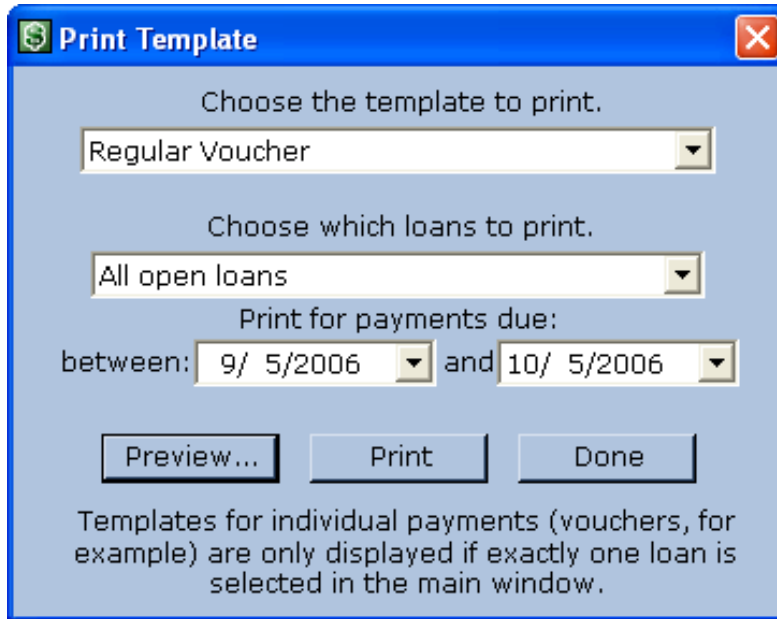 Print Template
Choose the template to print.
Regular Voucher
Choose which loans to print.
All open loans
Print for payments due:
between: 9/ 5/2006 and 10/ 5/2006
Preview... Print Done
Templates for individual payments (vouchers, for
example) are only displayed if exactly one loan is
selected in the main window.